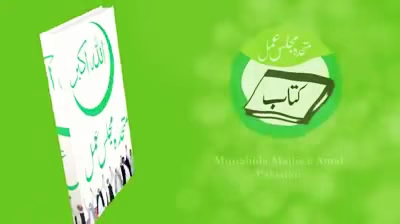 اللہ اکبر
متحدہ مجلس عمل
متحدہ مجلس عمل
کتاب
Muttahida Majlis-e-Amal
Pakistan